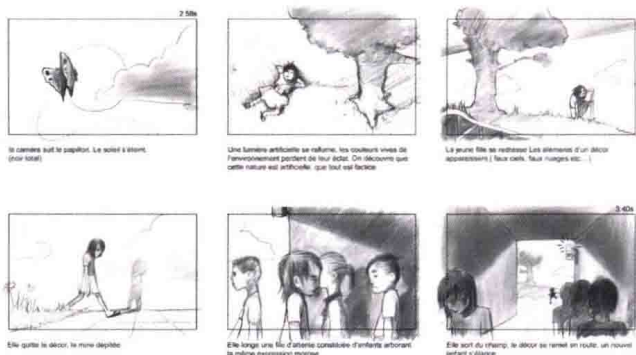 2.58s
la caméra suit le papillon. Le soleil s'éteint.
(noir total)
Une lumière artificielle se rallume, les couleurs vives de
l'environnement perdent de leur éclat. On découvre que
cette nature est artificielle, que tout est factice
La jeune fille se redresse Les éléments d'un décor
apparaissent ( faux ciels, faux nuages etc... )
Elle quitte le décor, la mine dépitée
Elle longe une file d'attente constituée d'enfants arborant
la même expression morose
3.40s
Elle sort du champ, le décor se remet en route, un nouvel
enfant s'élance